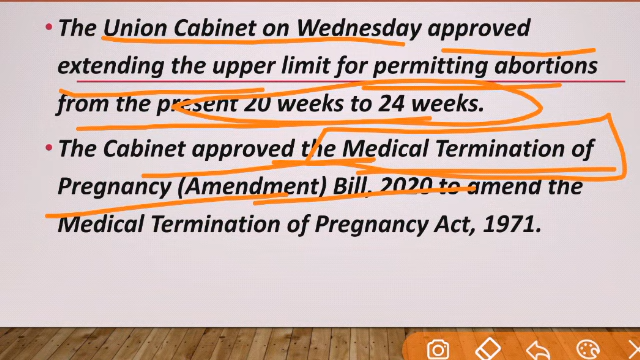 • The Union Cabinet on Wednesday approved
extending the upper limit for permitting abortions
from the present 20 weeks to 24 weeks.
• The Cabinet approved the Medical Termination of
Pregnancy (Amendment) Bill, 2020 to amend the
Medical Termination of Pregnancy Act, 1971.